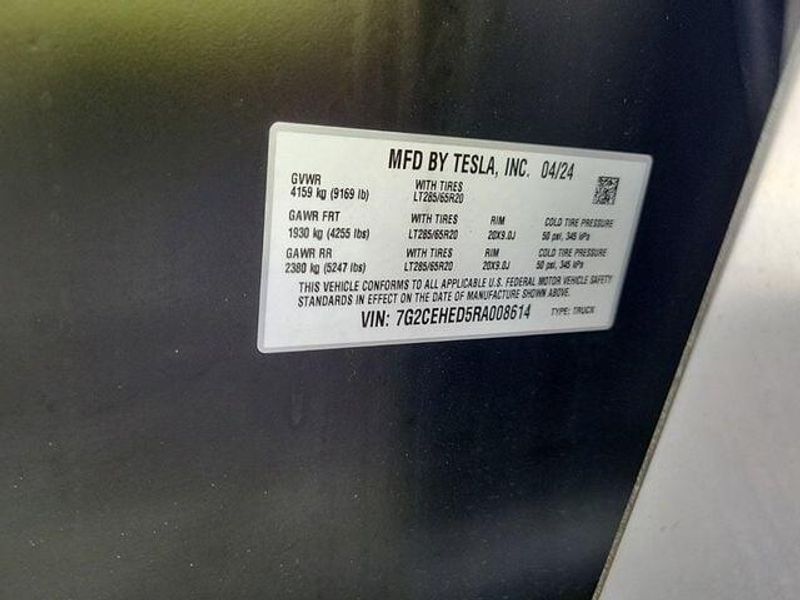 MFD BY TESLA, INC. 04/24
GVWR WITH TIRES
4159 kg (9169 lb) LT285/65R20
GAWR FRT WITH TIRES RIM COLD TIRE PRESSURE
1930 kg (4255 lbs) LT285/65R20 20X9.0J 50 psi, 345 kPa
GAWR RR WITH TIRES RIM COLD TIRE PRESSURE
2380 kg (5247 lbs) LT285/65R20 20X9.0J 50 psi, 345 kPa
THIS VEHICLE CONFORMS TO ALL APPLICABLE U.S. FEDERAL MOTOR VEHICLE SAFETY
STANDARDS IN EFFECT ON THE DATE OF MANUFACTURE SHOWN ABOVE.
VIN: 7G2CEHED5RA008614 TYPE: TRUCK